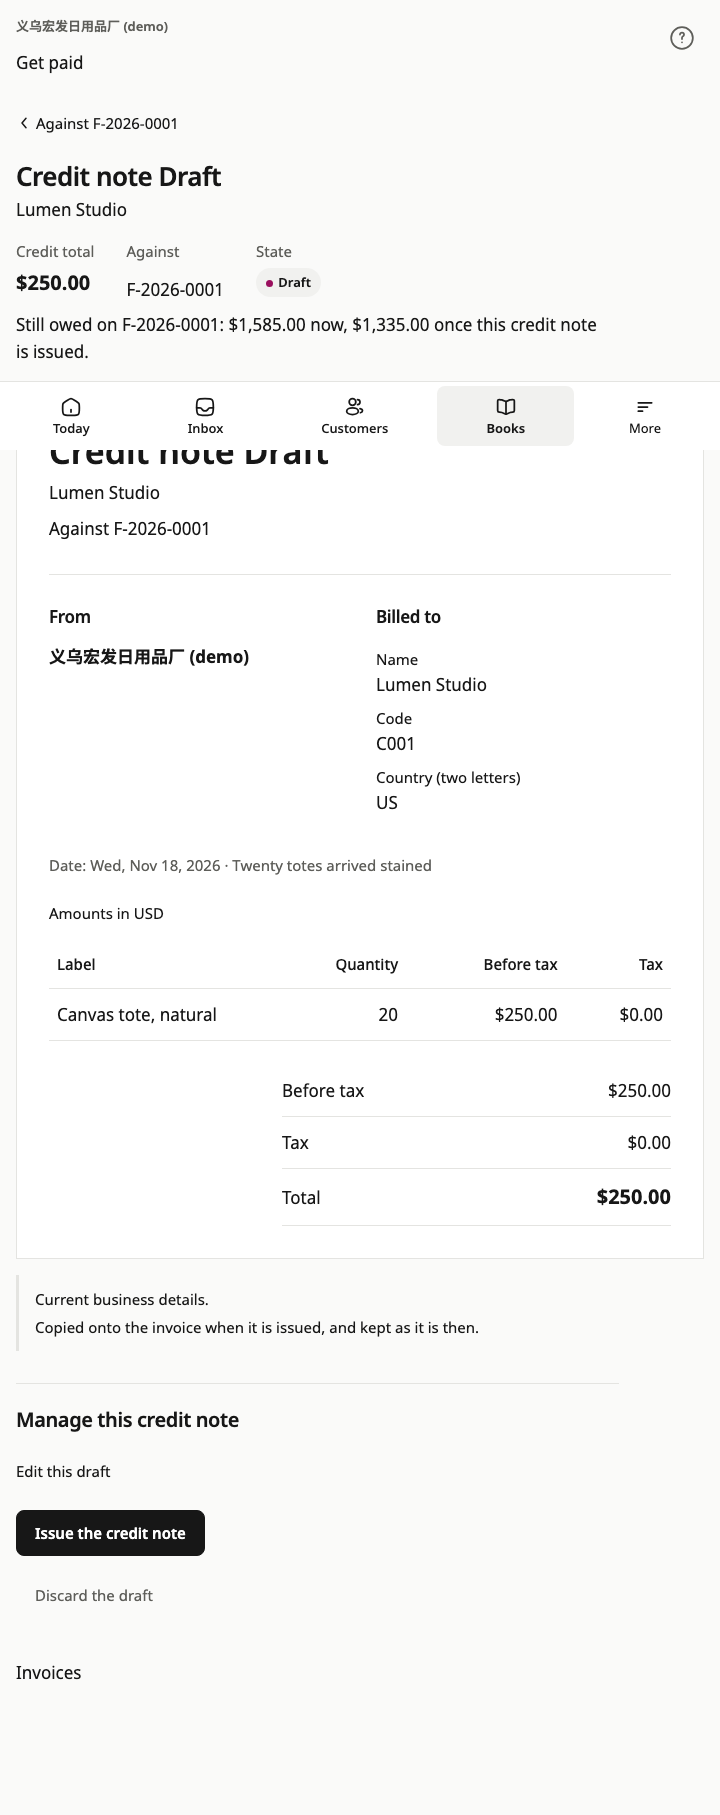 义乌宏发日用品厂 (demo)
Get paid
Against F-2026-0001
Credit note Draft
Lumen Studio
Credit total
Against
State
$250.00
F-2026-0001
Draft
Still owed on F-2026-0001: $1,585.00 now, $1,335.00 once this credit note
is issued.
Today
Inbox
Customers
Books
More
Credit note Draft
Lumen Studio
Against F-2026-0001
From
Billed to
义乌宏发日用品厂 (demo)
Name
Lumen Studio
Code
C001
Country (two letters)
US
Date: Wed, Nov 18, 2026 · Twenty totes arrived stained
Amounts in USD
Label Quantity Before tax Tax
Canvas tote, natural 20 $250.00 $0.00
Before tax $250.00
Tax $0.00
Total $250.00
Current business details.
Copied onto the invoice when it is issued, and kept as it is then.
Manage this credit note
Edit this draft
Issue the credit note
Discard the draft
Invoices